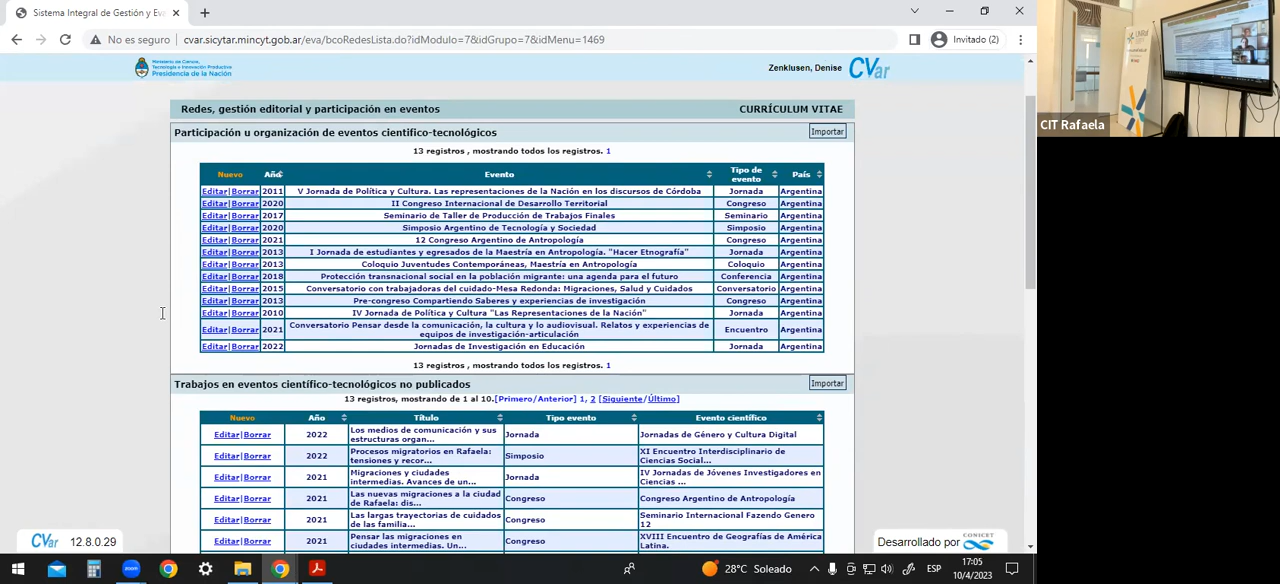 Sistema Integral de Gestión y Eva
No es seguro
cvar.sicytar.mincyt.gob.ar/eva/bcoRedesLista.do?idModulo=7&idGrupo=7&idMenu=1469
Invitado (2)
Ministerio de Ciencia,
Tecnología e Innovación Productiva
Presidencia de la Nación
Zenklusen, Denise
CVar
CIT Rafaela
Redes, gestión editorial y participación en eventos CURRÍCULUM VITAE
Participación u organización de eventos científico-tecnológicos Importar
13 registros , mostrando todos los registros. 1
Nuevo Año Evento Tipo de evento País
Editar|Borrar 2011 V Jornada de Política y Cultura. Las representaciones de la Nación en los discursos de Córdoba Jornada Argentina
Editar|Borrar 2020 II Congreso Internacional de Desarrollo Territorial Congreso Argentina
Editar|Borrar 2017 Seminario de Taller de Producción de Trabajos Finales Seminario Argentina
Editar|Borrar 2020 Simposio Argentino de Tecnología y Sociedad Simposio Argentina
Editar|Borrar 2021 12 Congreso Argentino de Antropología Congreso Argentina
Editar|Borrar 2013 I Jornada de estudiantes y egresados de la Maestría en Antropología. "Hacer Etnografía" Jornada Argentina
Editar|Borrar 2013 Coloquio Juventudes Contemporáneas, Maestría en Antropología Coloquio Argentina
Editar|Borrar 2018 Protección transnacional social en la población migrante: una agenda para el futuro Conferencia Argentina
Editar|Borrar 2015 Conversatorio con trabajadoras del cuidado-Mesa Redonda: Migraciones, Salud y Cuidados Conversatorio Argentina
Editar|Borrar 2013 Pre-congreso Compartiendo Saberes y experiencias de investigación Congreso Argentina
Editar|Borrar 2010 IV Jornada de Política y Cultura "Las Representaciones de la Nación" Jornada Argentina
Editar|Borrar 2021 Conversatorio Pensar desde la comunicación, la cultura y lo audiovisual. Relatos y experiencias de
equipos de investigación-articulación Encuentro Argentina
Editar|Borrar 2022 Jornadas de Investigación en Educación Jornada Argentina
13 registros , mostrando todos los registros. 1
Trabajos en eventos científico-tecnológicos no publicados Importar
13 registros, mostrando de 1 al 10.[Primero/Anterior] 1, 2 [Siguiente/Último]
Nuevo Año Título Tipo evento Evento científico
Editar|Borrar 2022 Los medios de comunicación y sus
estructuras organ... Jornada Jornadas de Género y Cultura Digital
Editar|Borrar 2022 Procesos migratorios en Rafaela:
tensiones y recor... Simposio XI Encuentro Interdisciplinario de
Ciencias Social...
Editar|Borrar 2021 Migraciones y ciudades
intermedias. Avances de un... Jornada IV Jornadas de Jóvenes Investigadores en
Ciencias ...
Editar|Borrar 2021 Las nuevas migraciones a la ciudad
de Rafaela: dis... Congreso Congreso Argentino de Antropología
Editar|Borrar 2021 Las largas trayectorias de cuidados
de las familia... Congreso Seminario Internacional Fazendo Genero
12
Editar|Borrar 2021 Pensar las migraciones en
ciudades intermedias. Un... Congreso XVIII Encuentro de Geografías de América
Latina.
CVar 12.8.0.29
Desarrollado por CONICET
28°C Soleado
ESP
17:05
10/4/2023